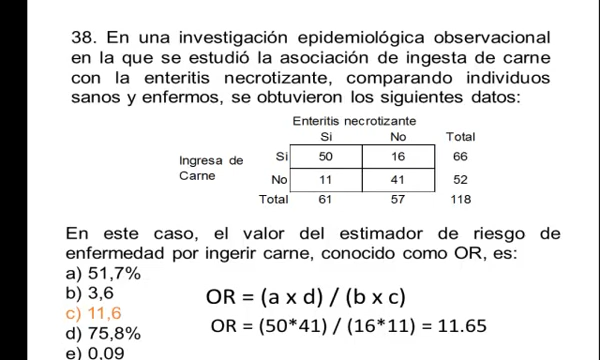 38. En una investigación epidemiológica observacional
en la que se estudió la asociación de ingesta de carne
con la enteritis necrotizante, comparando individuos
sanos y enfermos, se obtuvieron los siguientes datos:
Enteritis necrotizante
Si No Total
Ingresa de Si 50 16 66
Carne No 11 41 52
Total 61 57 118
En este caso, el valor del estimador de riesgo de
enfermedad por ingerir carne, conocido como OR, es:
a) 51,7%
b) 3,6
c) 11,6
d) 75,8%
e) 0,09
OR = (a x d) / (b x c)
OR = (50*41) / (16*11) = 11.65